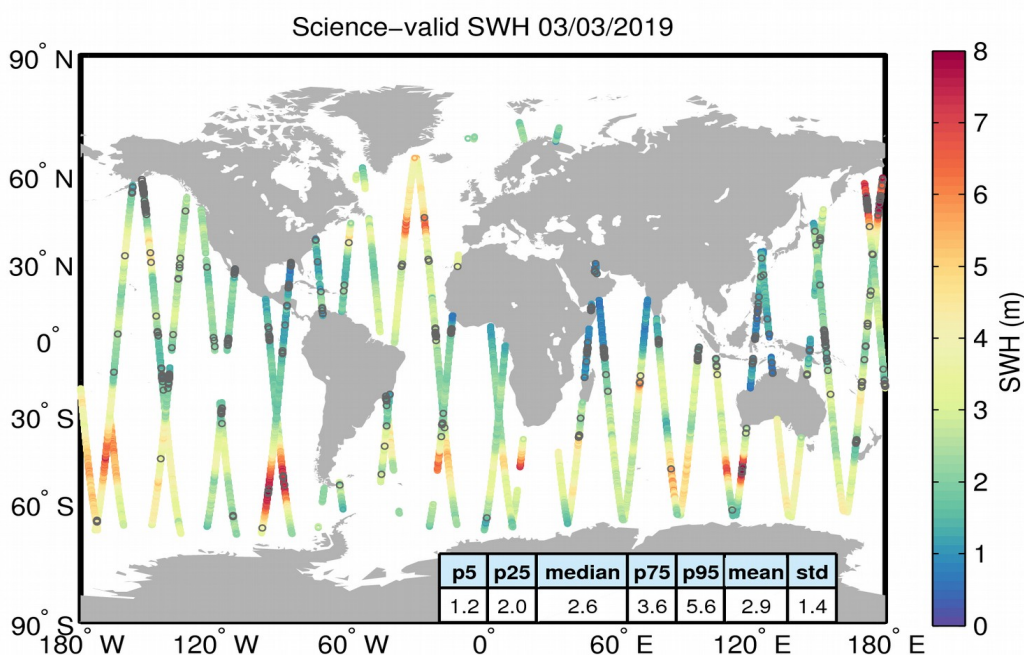 Science−valid SWH 03/03/2019
90° N
60° N
30° N
0°
30° S
60° S
90° S
180° W
120° W
60° W
0°
60° E
120° E
180° E
p5 p25 median p75 p95 mean std
1.2 2.0 2.6 3.6 5.6 2.9 1.4
8
7
6
5
4
3
2
1
0
SWH (m)